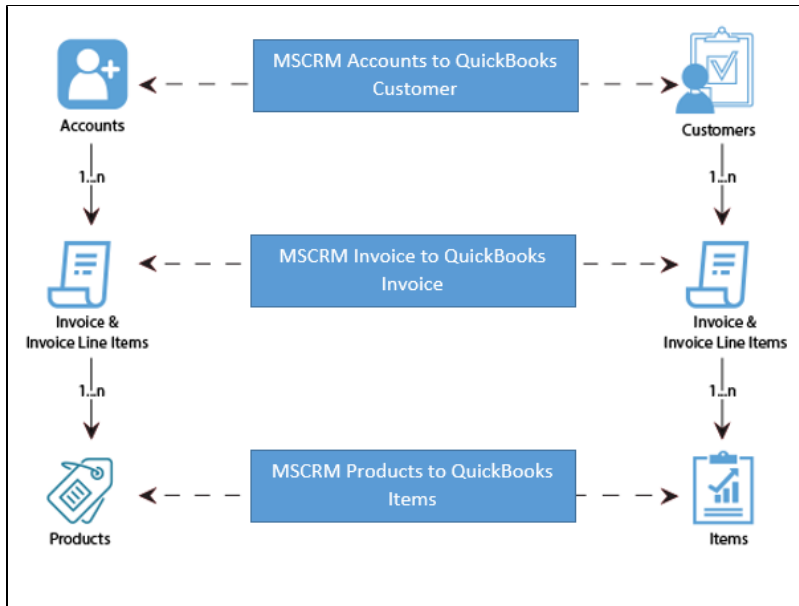 MSCRM Accounts to QuickBooks
Customer
Accounts
Customers
1...n
1...n
MSCRM Invoice to QuickBooks
Invoice
Invoice &
Invoice Line Items
Invoice &
Invoice Line Items
1...n
1...n
MSCRM Products to QuickBooks
Items
Products
Items